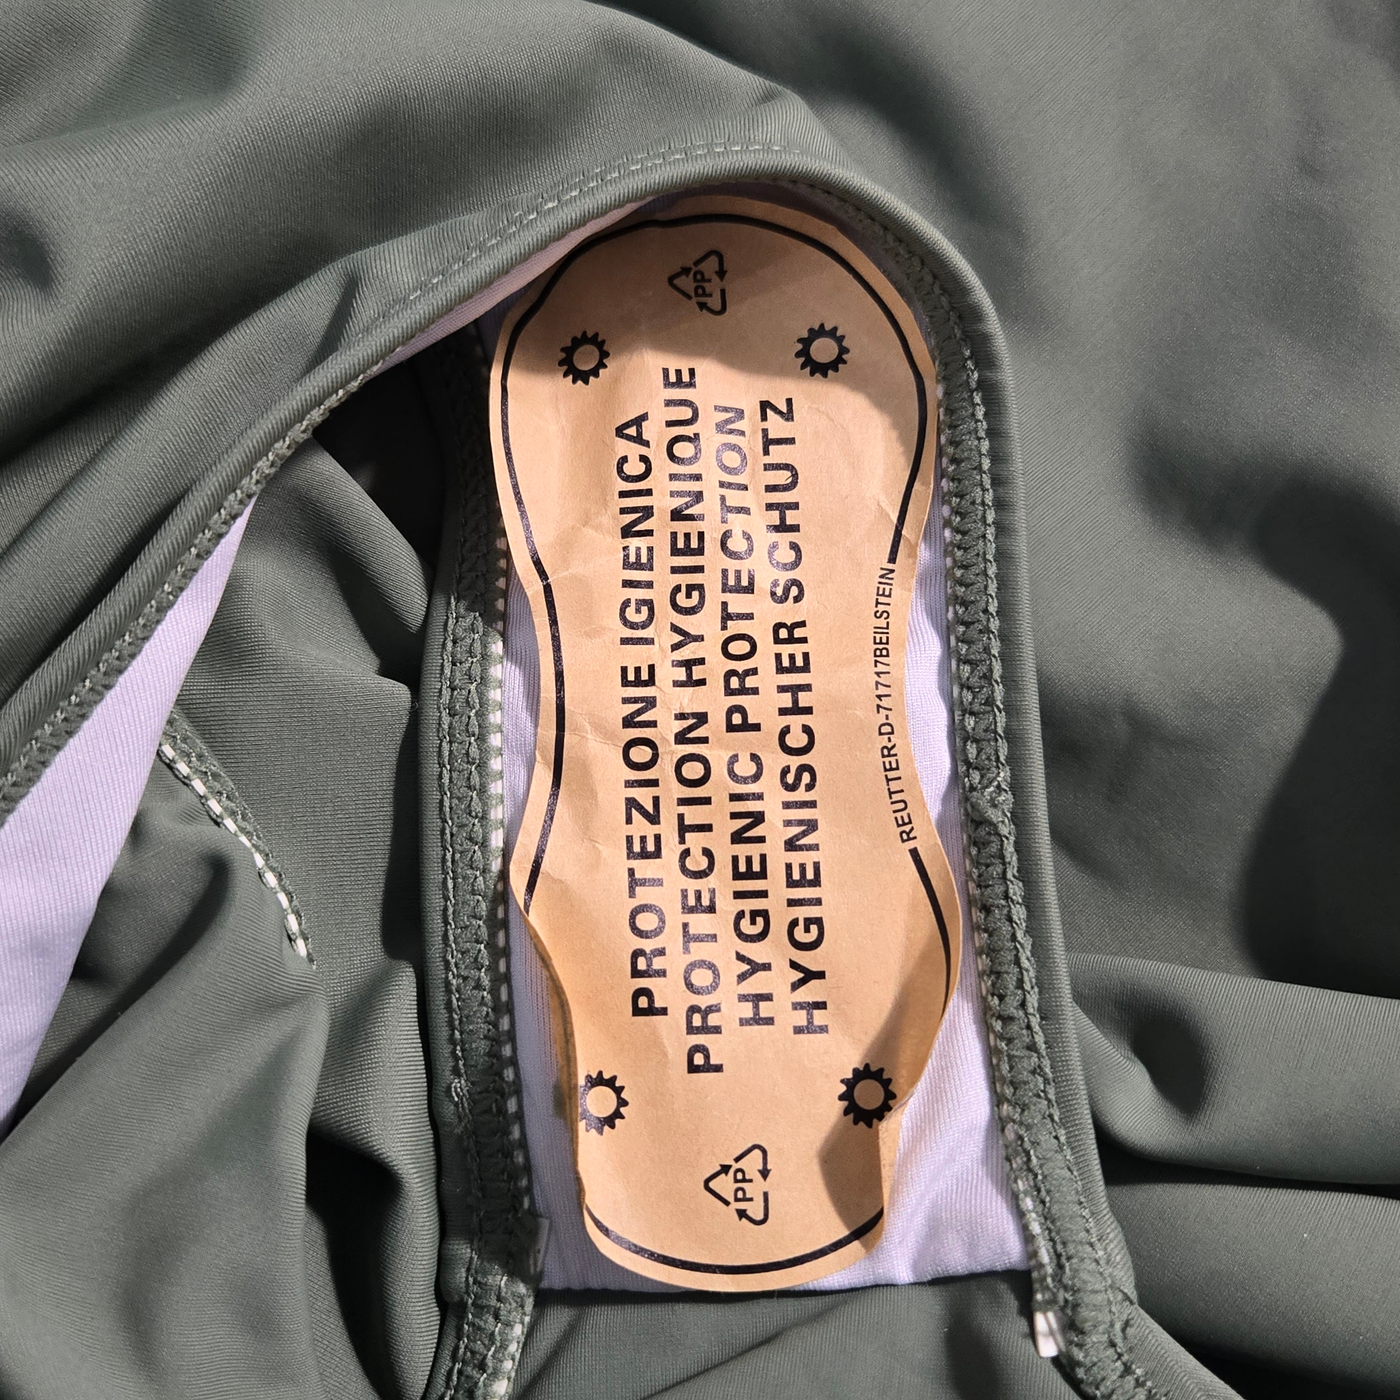 PP
PROTEZIONE IGIENICA
PROTECTION HYGIENIQUE
HYGIENIC PROTECTION
HYGIENISCHER SCHUTZ
REUTTER-D-71717BEILSTEIN
PP